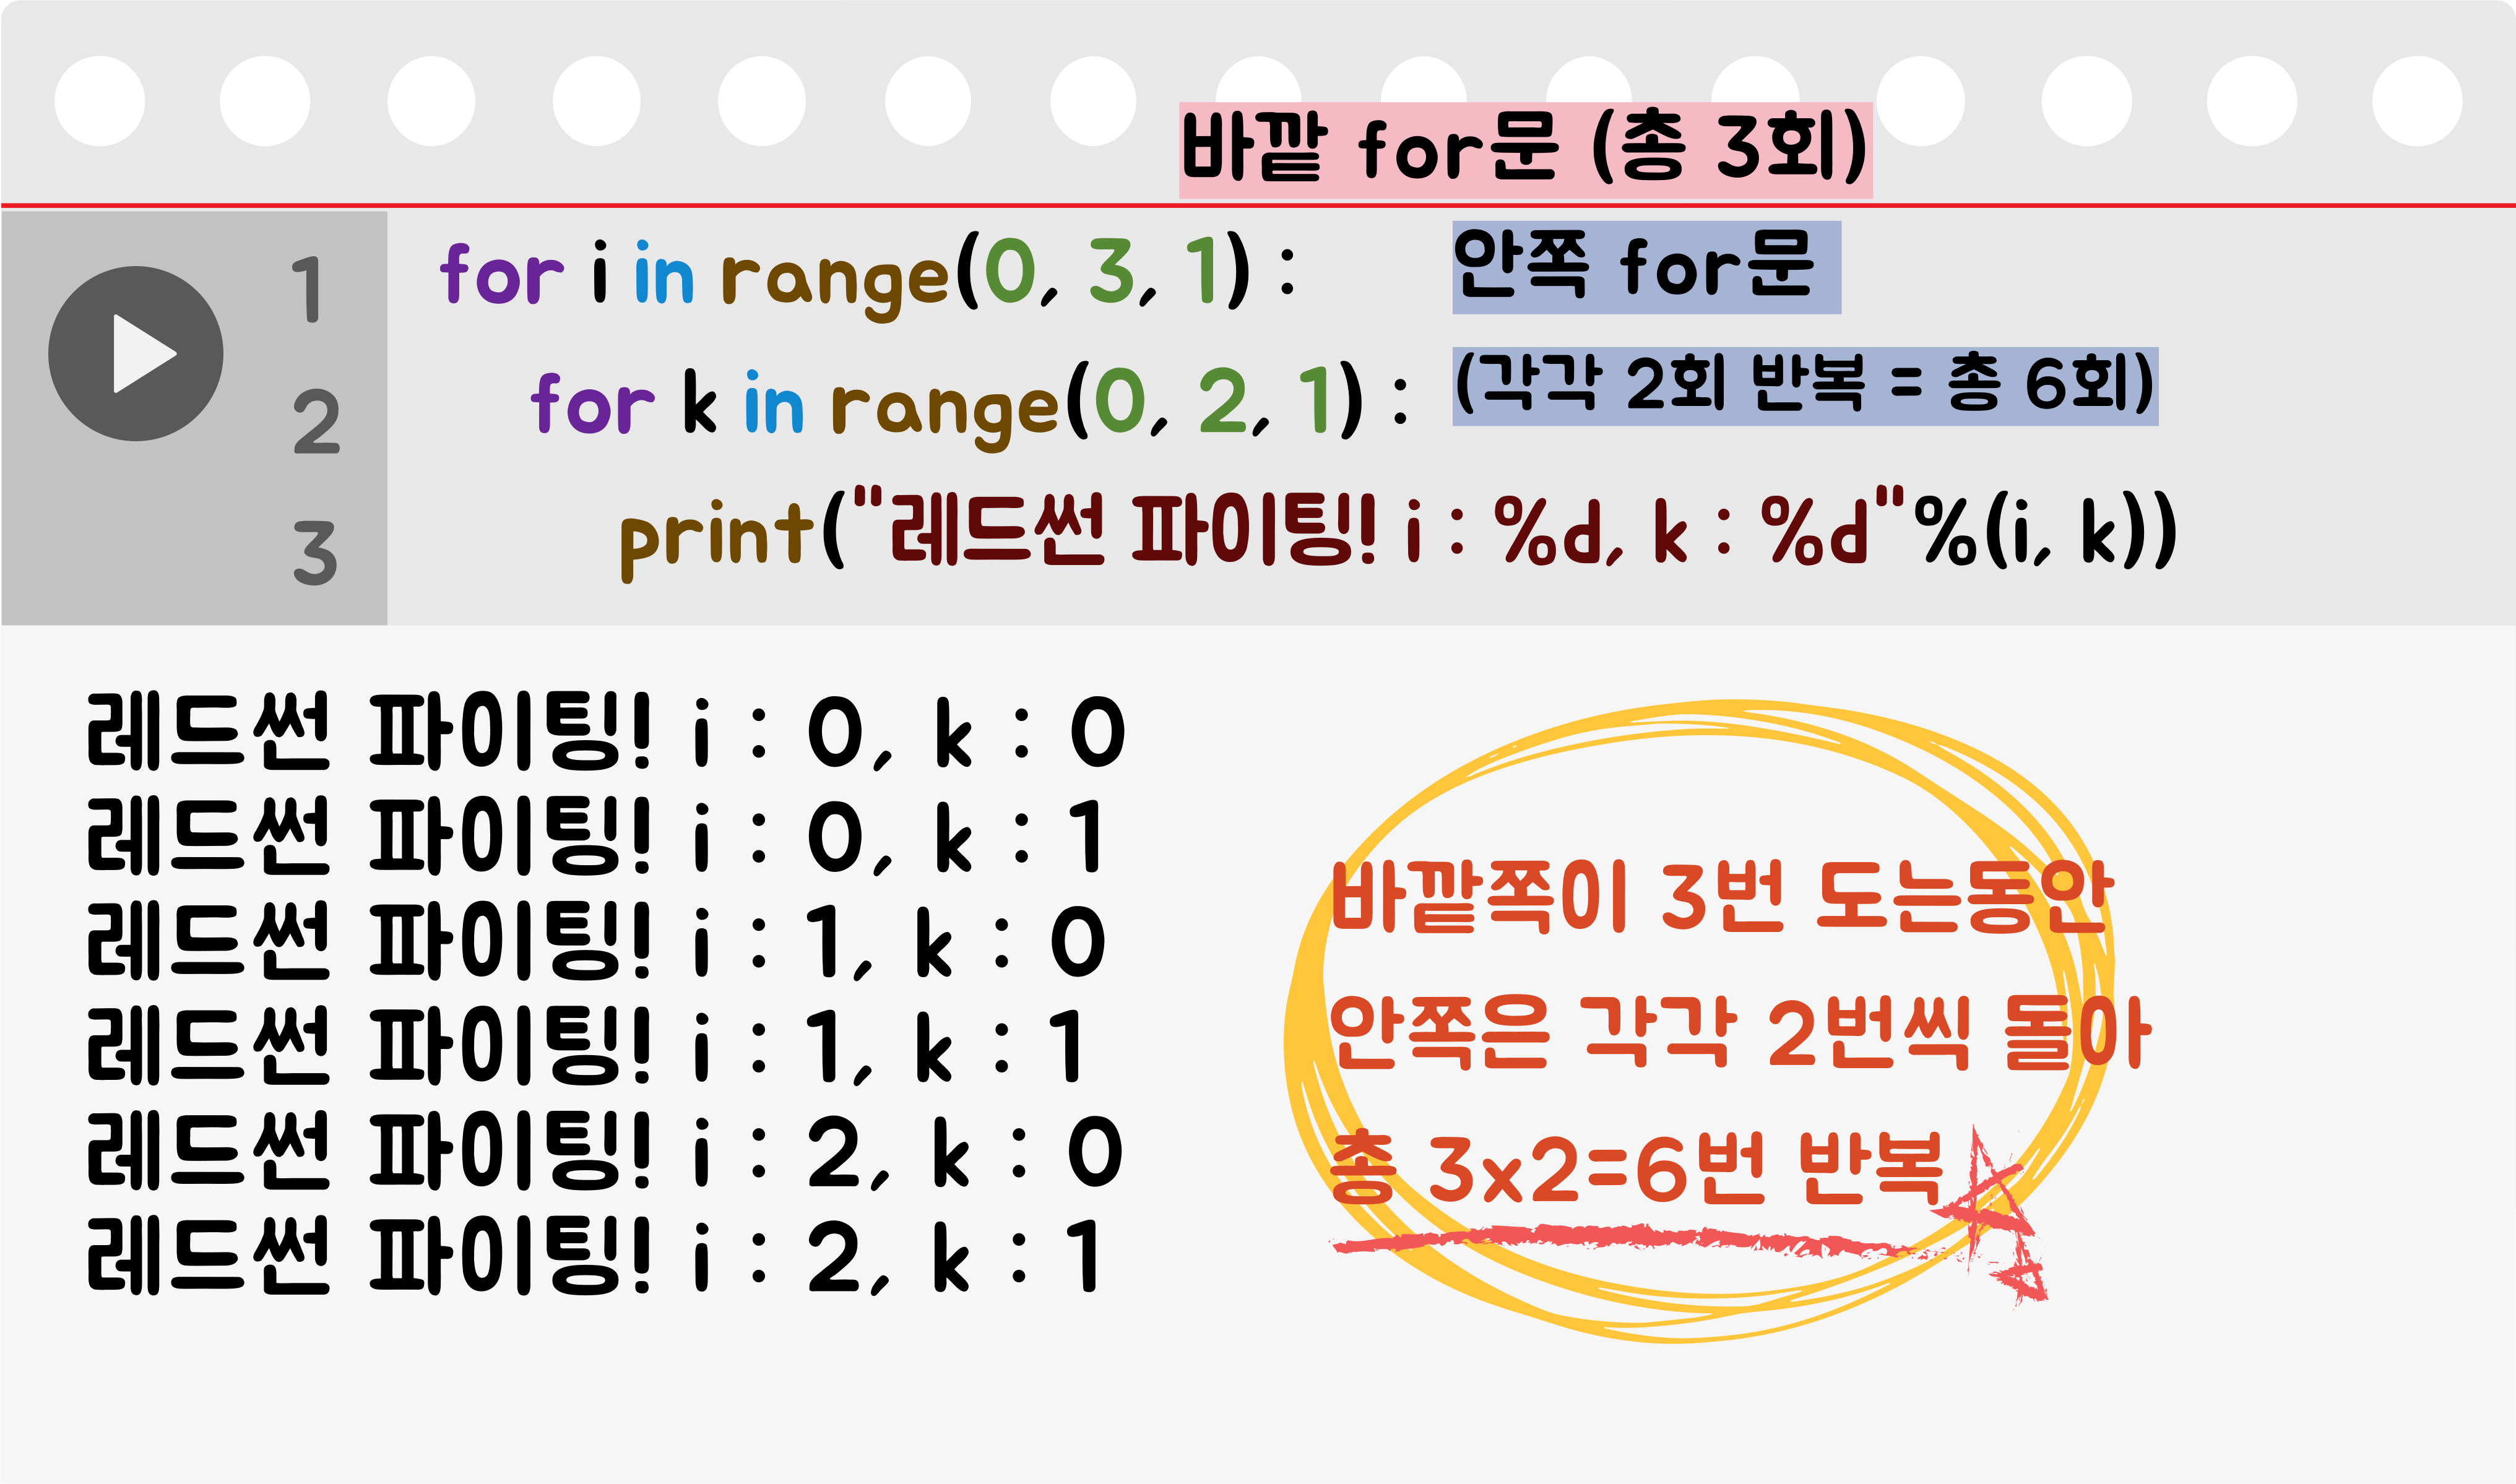 바깥 for문 (총 3회)
1 for i in range(0, 3, 1) : 안쪽 for문
2 for k in range(0, 2, 1) : (각각 2회 반복 = 총 6회)
3 print("레드썬 파이팅! i : %d, k : %d"%(i, k))
레드썬 파이팅! i : 0, k : 0
레드썬 파이팅! i : 0, k : 1
레드썬 파이팅! i : 1, k : 0
레드썬 파이팅! i : 1, k : 1
레드썬 파이팅! i : 2, k : 0
레드썬 파이팅! i : 2, k : 1
바깥쪽이 3번 도는동안
안쪽은 각각 2번씩 돌아
총 3x2=6번 반복